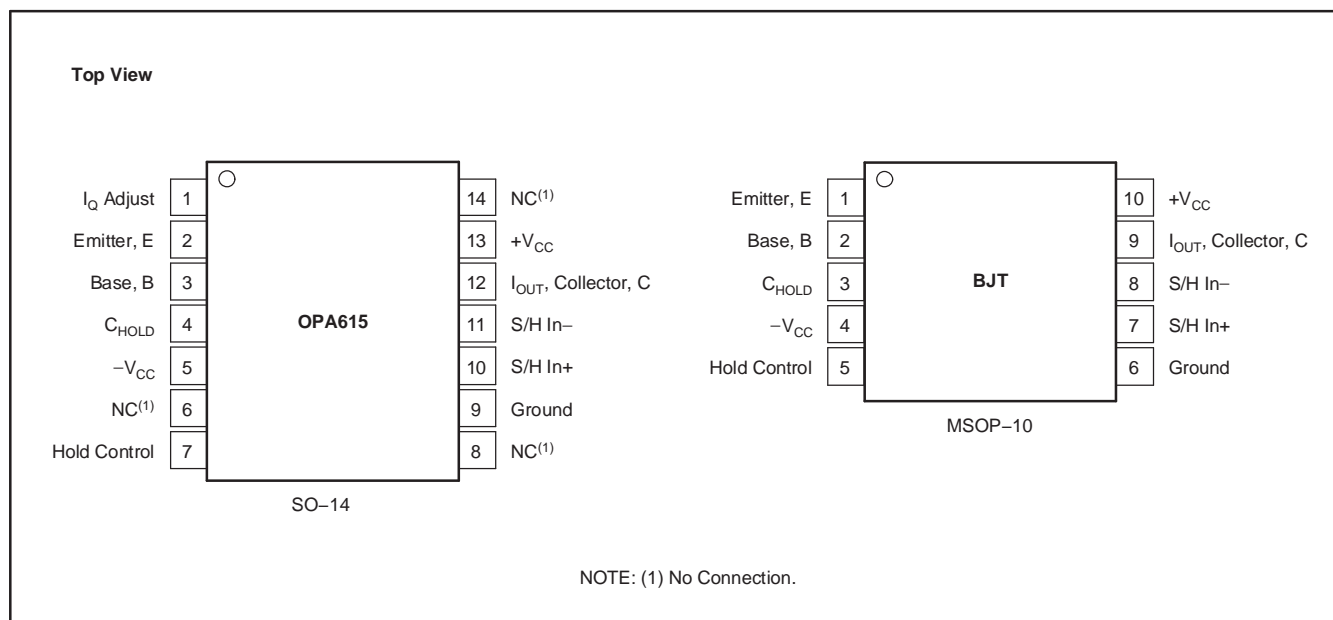 Top View
I_Q Adjust 1
Emitter, E 2
Base, B 3
C_HOLD 4
−V_CC 5
NC(1) 6
Hold Control 7
14 NC(1)
13 +V_CC
12 I_OUT, Collector, C
11 S/H In−
10 S/H In+
9 Ground
8 NC(1)
OPA615
SO−14
Emitter, E 1
Base, B 2
C_HOLD 3
−V_CC 4
Hold Control 5
10 +V_CC
9 I_OUT, Collector, C
8 S/H In−
7 S/H In+
6 Ground
BJT
MSOP−10
NOTE: (1) No Connection.